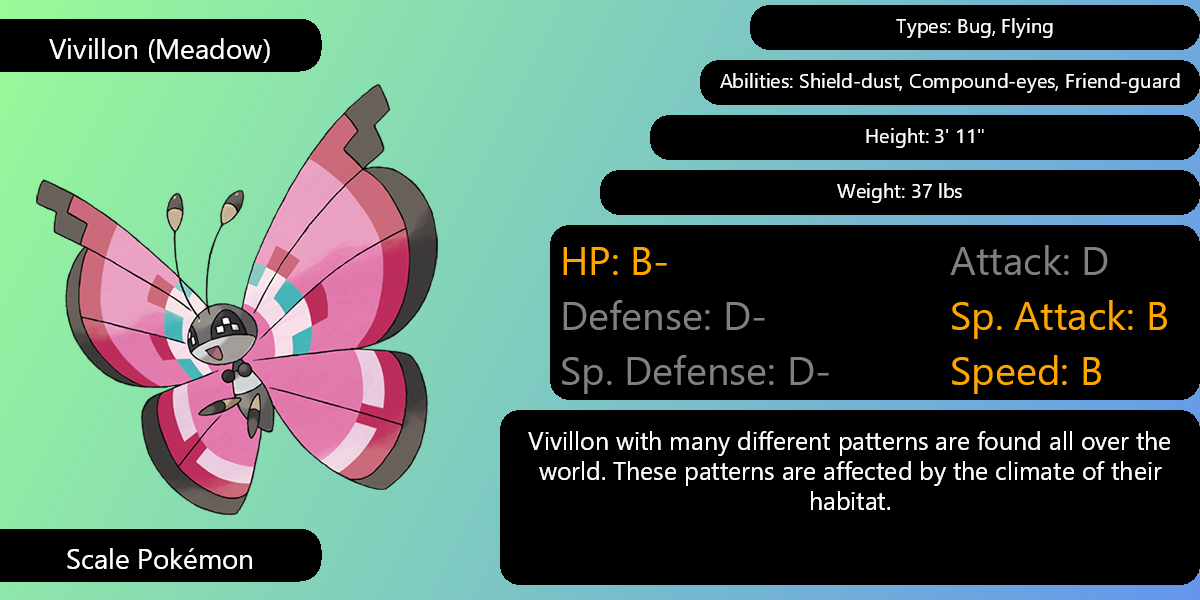 Vivillon (Meadow)
Types: Bug, Flying
Abilities: Shield-dust, Compound-eyes, Friend-guard
Height: 3' 11"
Weight: 37 lbs
HP: B-
Attack: D
Defense: D-
Sp. Attack: B
Sp. Defense: D-
Speed: B
Vivillon with many different patterns are found all over the
world. These patterns are affected by the climate of their
habitat.
Scale Pokémon